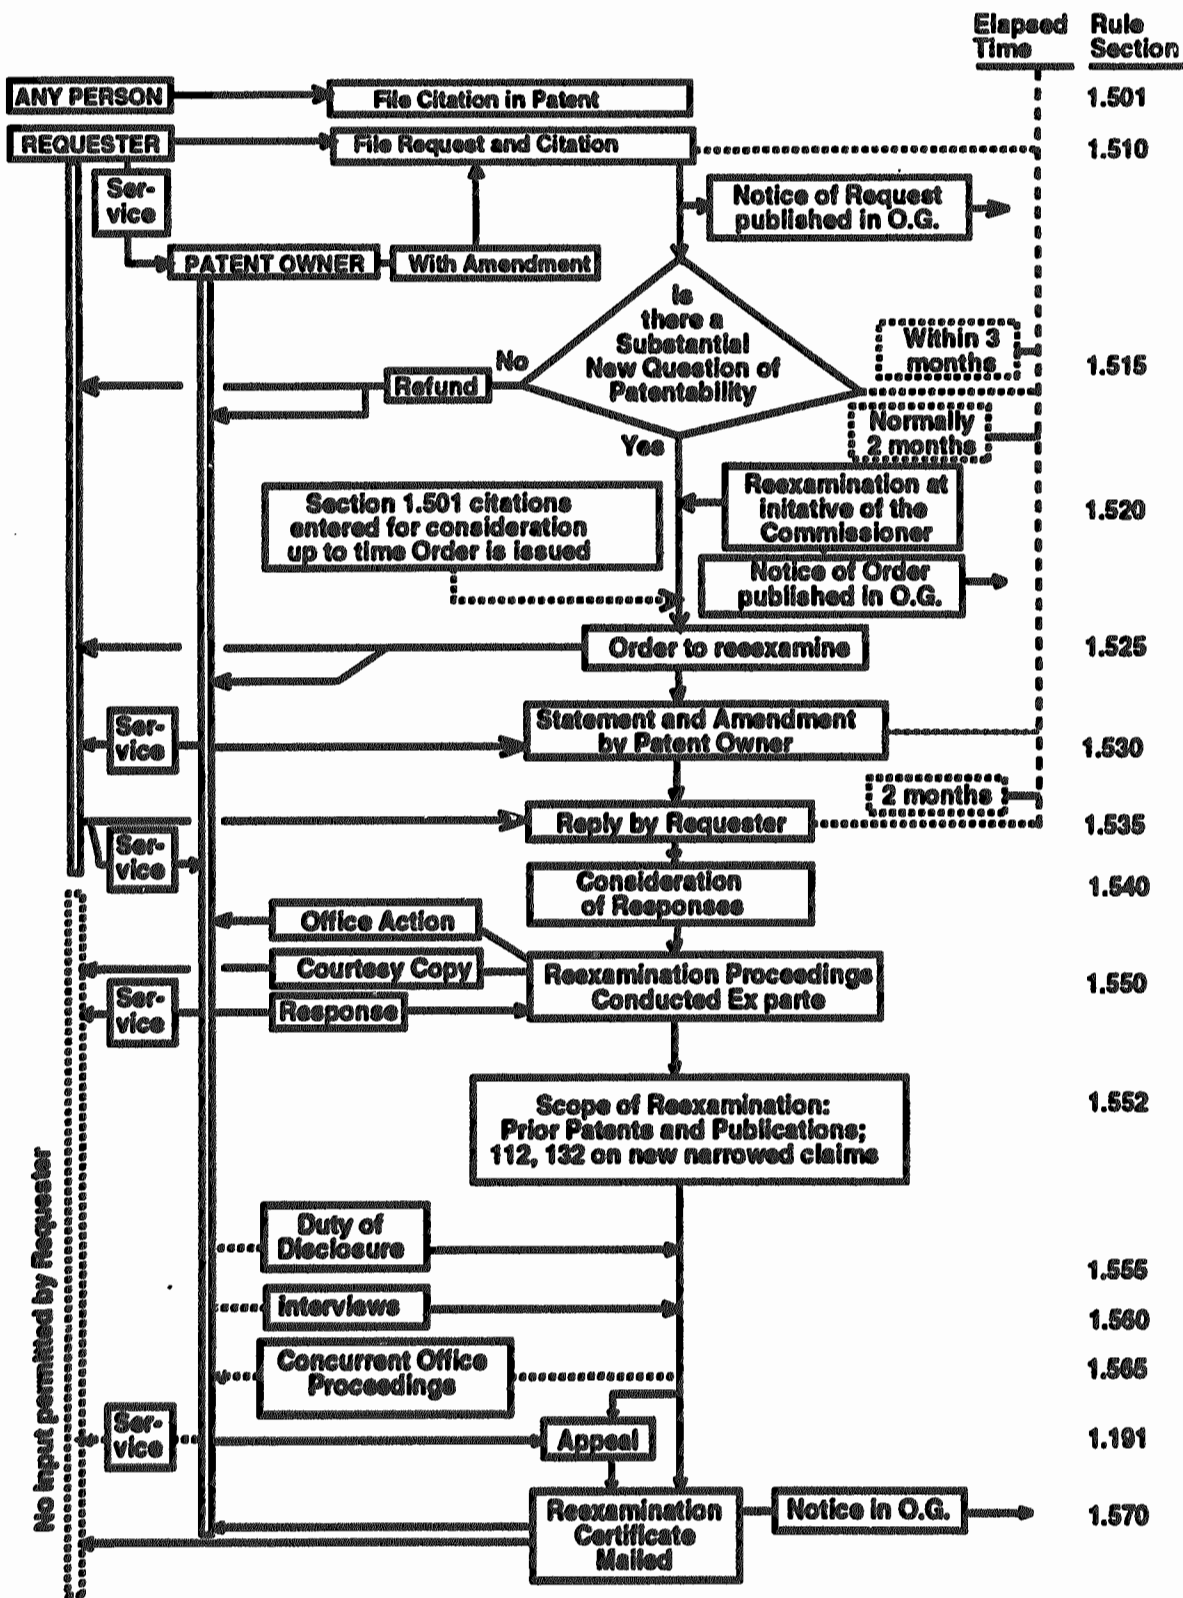 Elapsed Time
Rule Section
ANY PERSON
File Citation in Patent
1.501
REQUESTER
File Request and Citation
1.510
Ser-
vice
Notice of Request
published in O.G.
PATENT OWNER
With Amendment
Is
there a
Substantial
New Question of
Patentability
Within 3
months
1.515
No
Refund
Normally
2 months
Yes
Section 1.501 citations
entered for consideration
up to time Order is issued
Reexamination at
initative of the
Commissioner
1.520
Notice of Order
published in O.G.
Order to reexamine
1.525
Ser-
vice
Statement and Amendment
by Patent Owner
1.530
2 months
Reply by Requester
1.535
Ser-
vice
Consideration
of Responses
1.540
Office Action
Courtesy Copy
Reexamination Proceedings
Conducted Ex parte
1.550
Ser-
vice
Response
Scope of Reexamination:
Prior Patents and Publications;
112, 132 on new narrowed claims
1.552
No input permitted by Requester
Duty of
Disclosure
1.555
Interviews
1.560
Concurrent Office
Proceedings
1.565
Ser-
vice
Appeal
1.191
Reexamination
Certificate
Mailed
Notice in O.G.
1.570